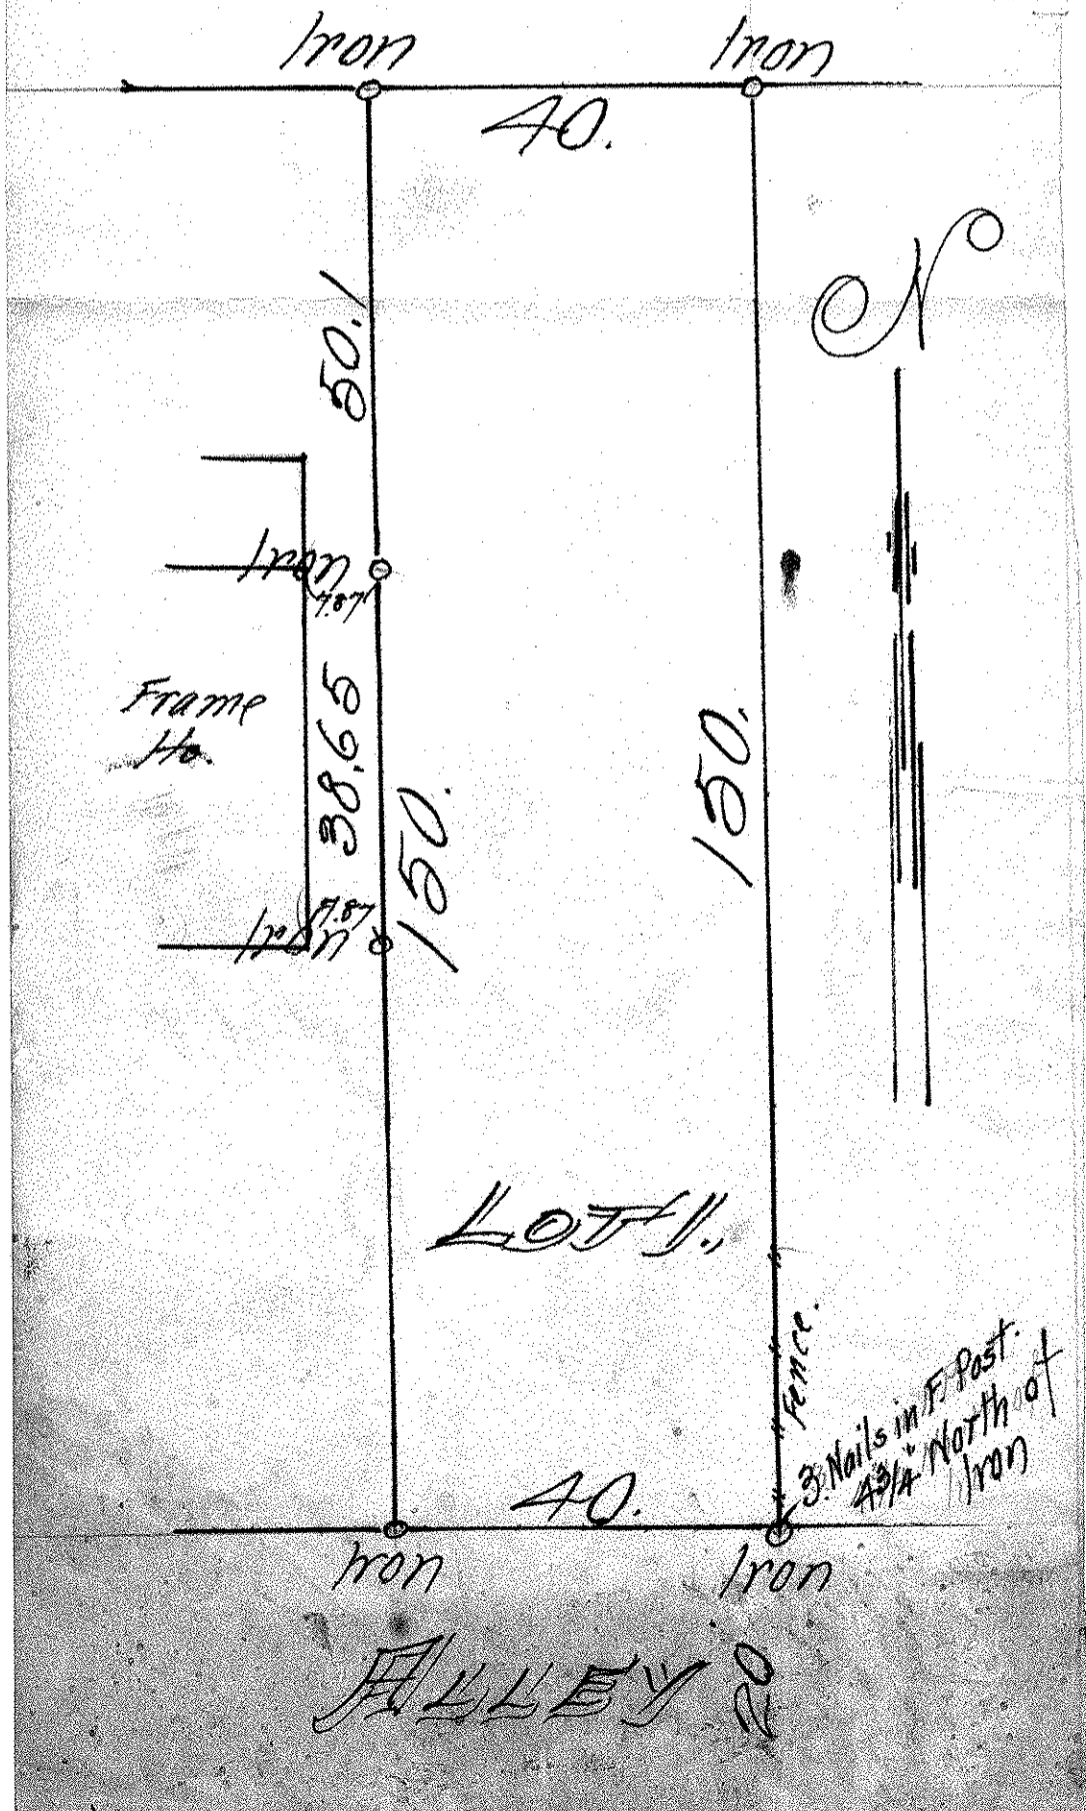 Iron
Iron
40.
N
50.1
Iron
7.87
Frame
Ho.
38.65
150.
150.
7.87
Iron
LOT 1.
Fence.
3 Nails in F. Post.
4 3/4" North of
Iron
40.
Iron
Iron
ALLEY 20